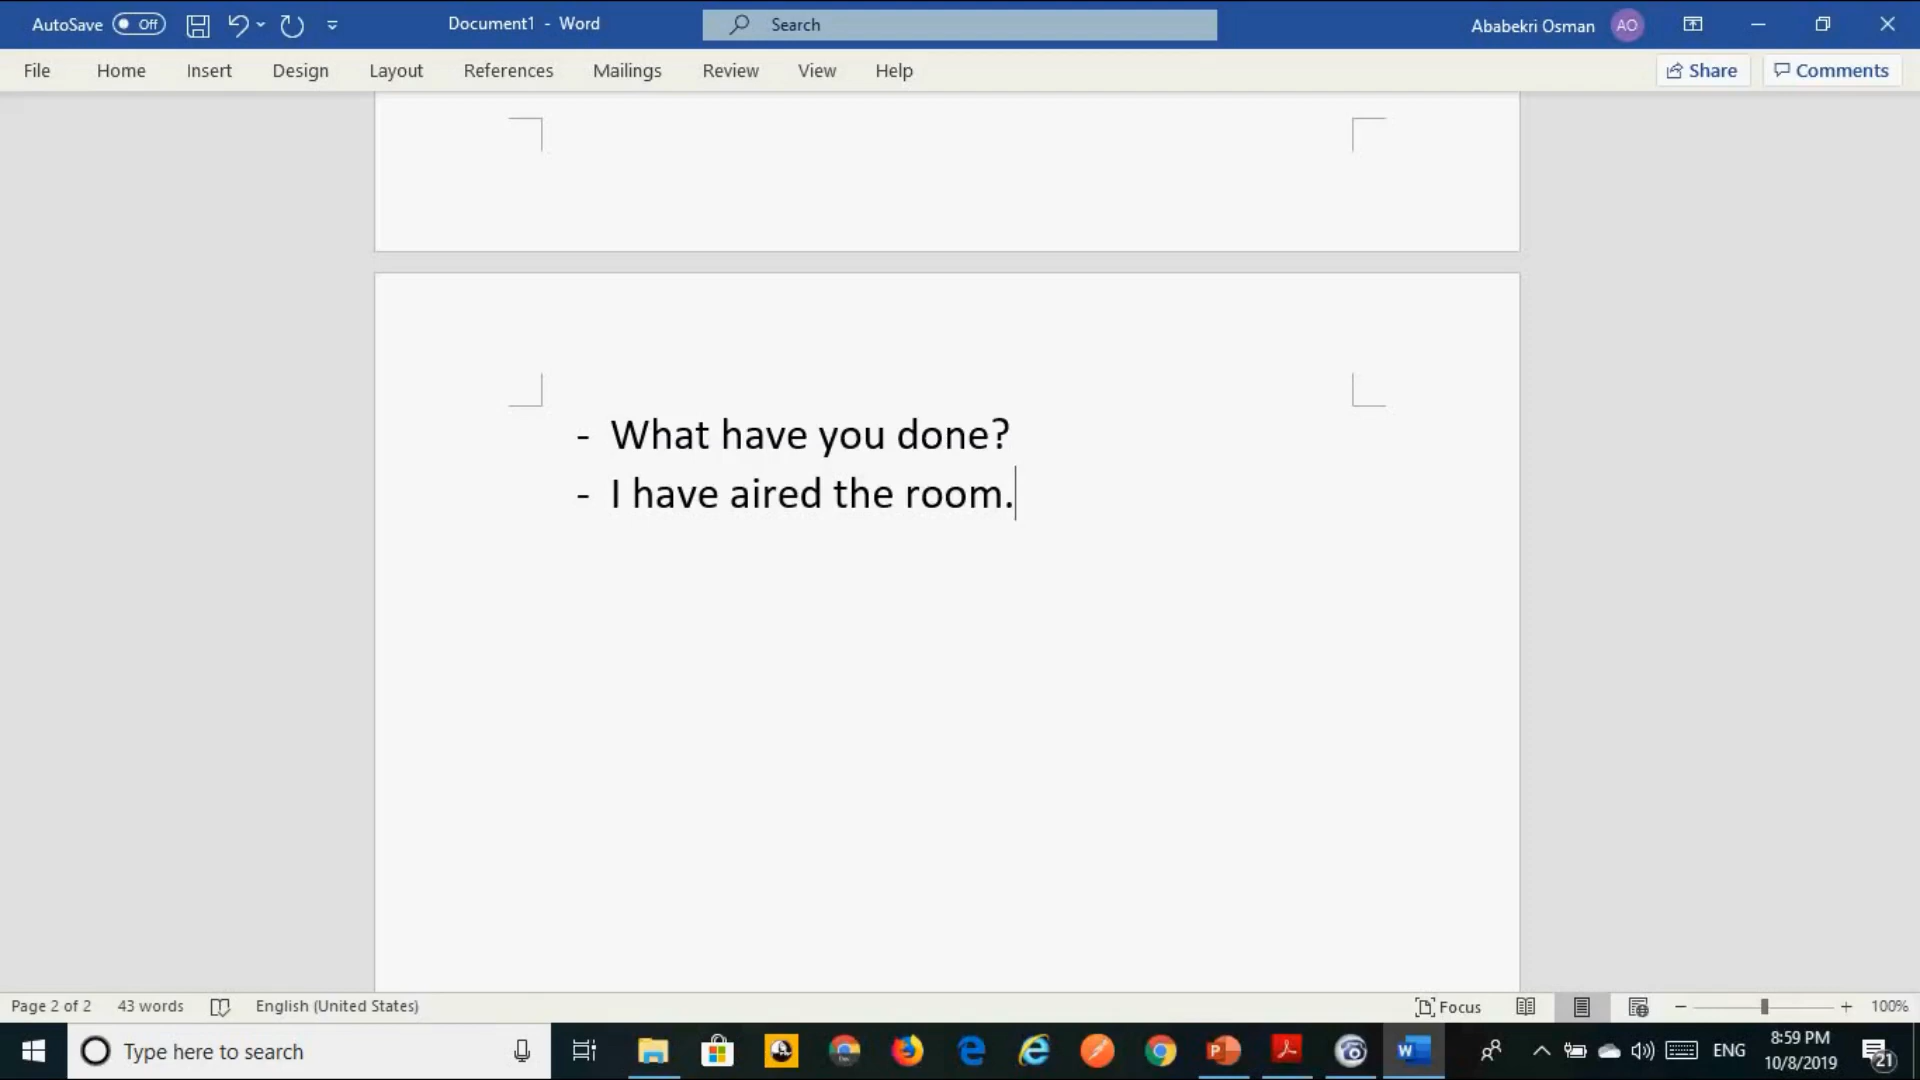 AutoSave Off Document1 - Word Search Ababekri Osman AO
File Home Insert Design Layout References Mailings Review View Help Share Comments
- What have you done?
- I have aired the room.
Page 2 of 2 43 words English (United States) Focus 100%
Type here to search ENG 8:59 PM
10/8/2019 21